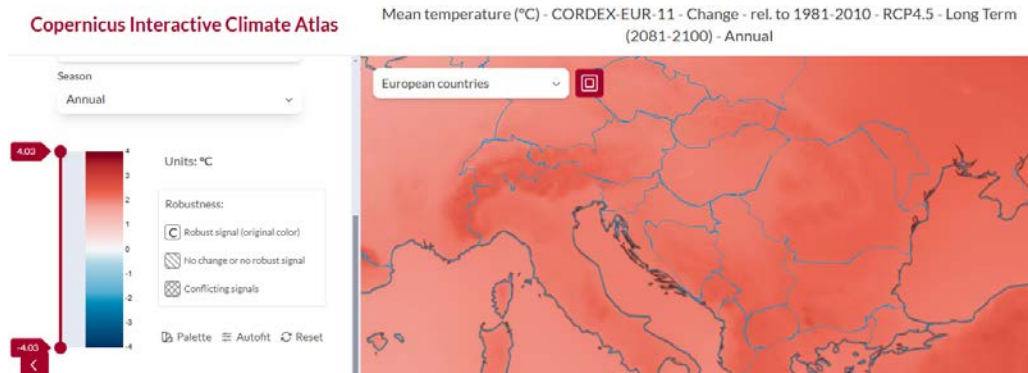 Copernicus Interactive Climate Atlas
Mean temperature (°C) - CORDEX-EUR-11 - Change - rel. to 1981-2010 - RCP4.5 - Long Term
(2081-2100) - Annual
Season
Annual
European countries
4.03
-4.03
4
3
2
1
0
-1
-2
-3
-4
Units: °C
Robustness:
C Robust signal (original color)
No change or no robust signal
Conflicting signals
Palette Autofit Reset